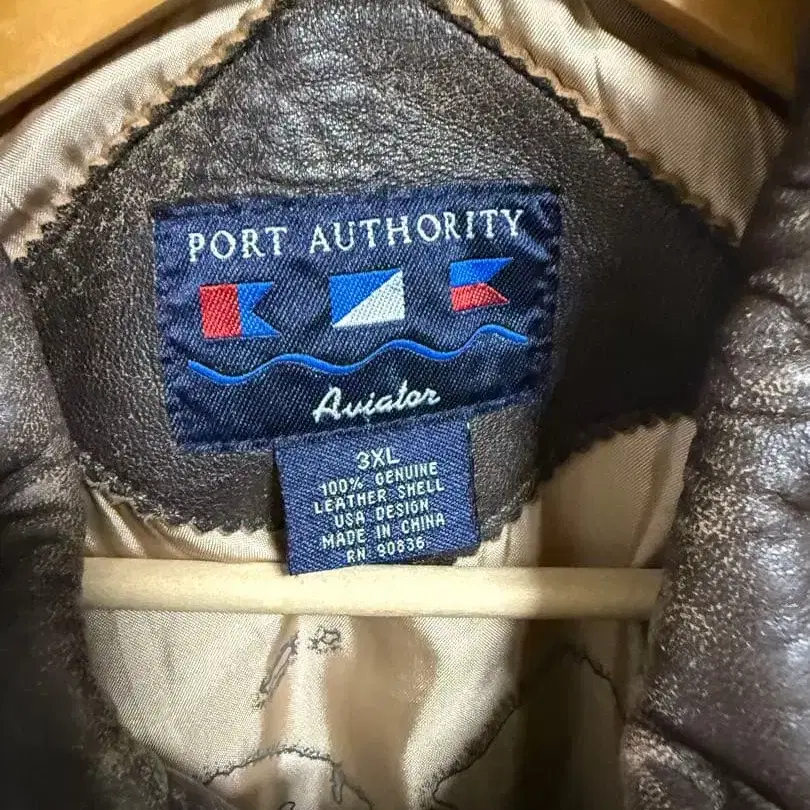 PORT AUTHORITY
Aviator
3XL
100% GENUINE
LEATHER SHELL
USA DESIGN
MADE IN CHINA
RN 90836